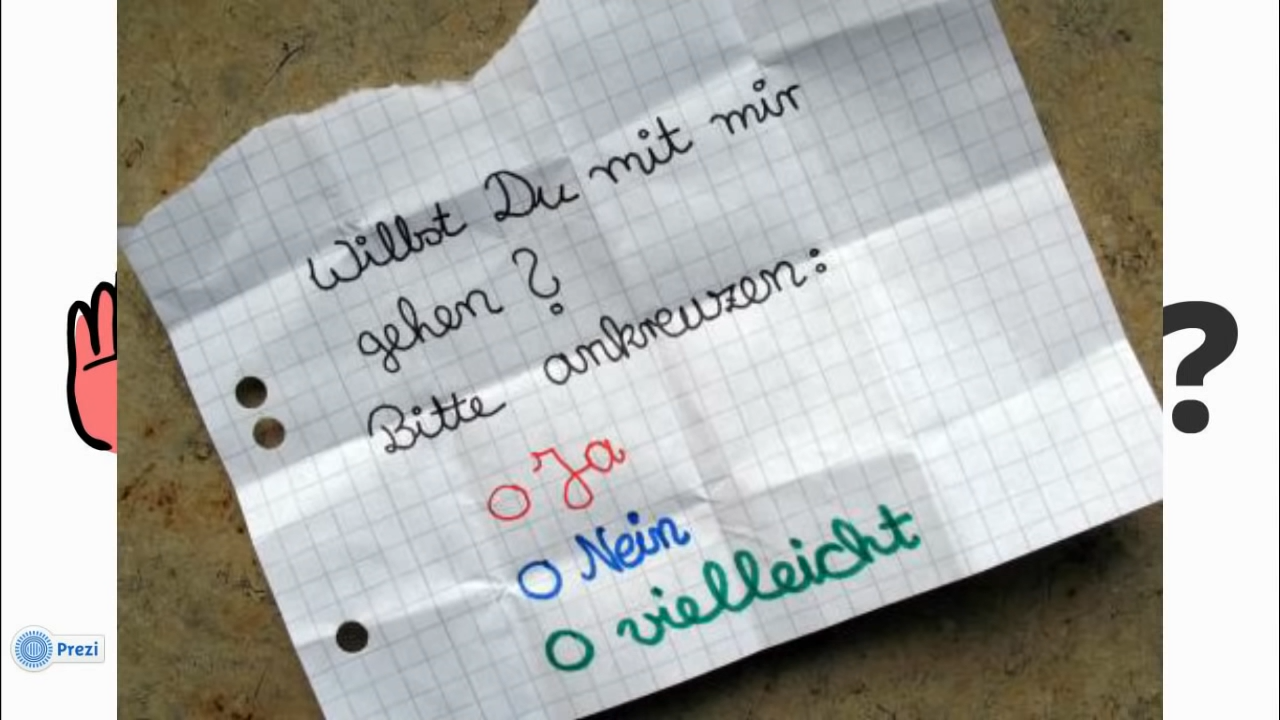 Willst Du mit mir
gehen ?
Bitte ankreuzen:
O Ja
O Nein
O vielleicht
?
Prezi